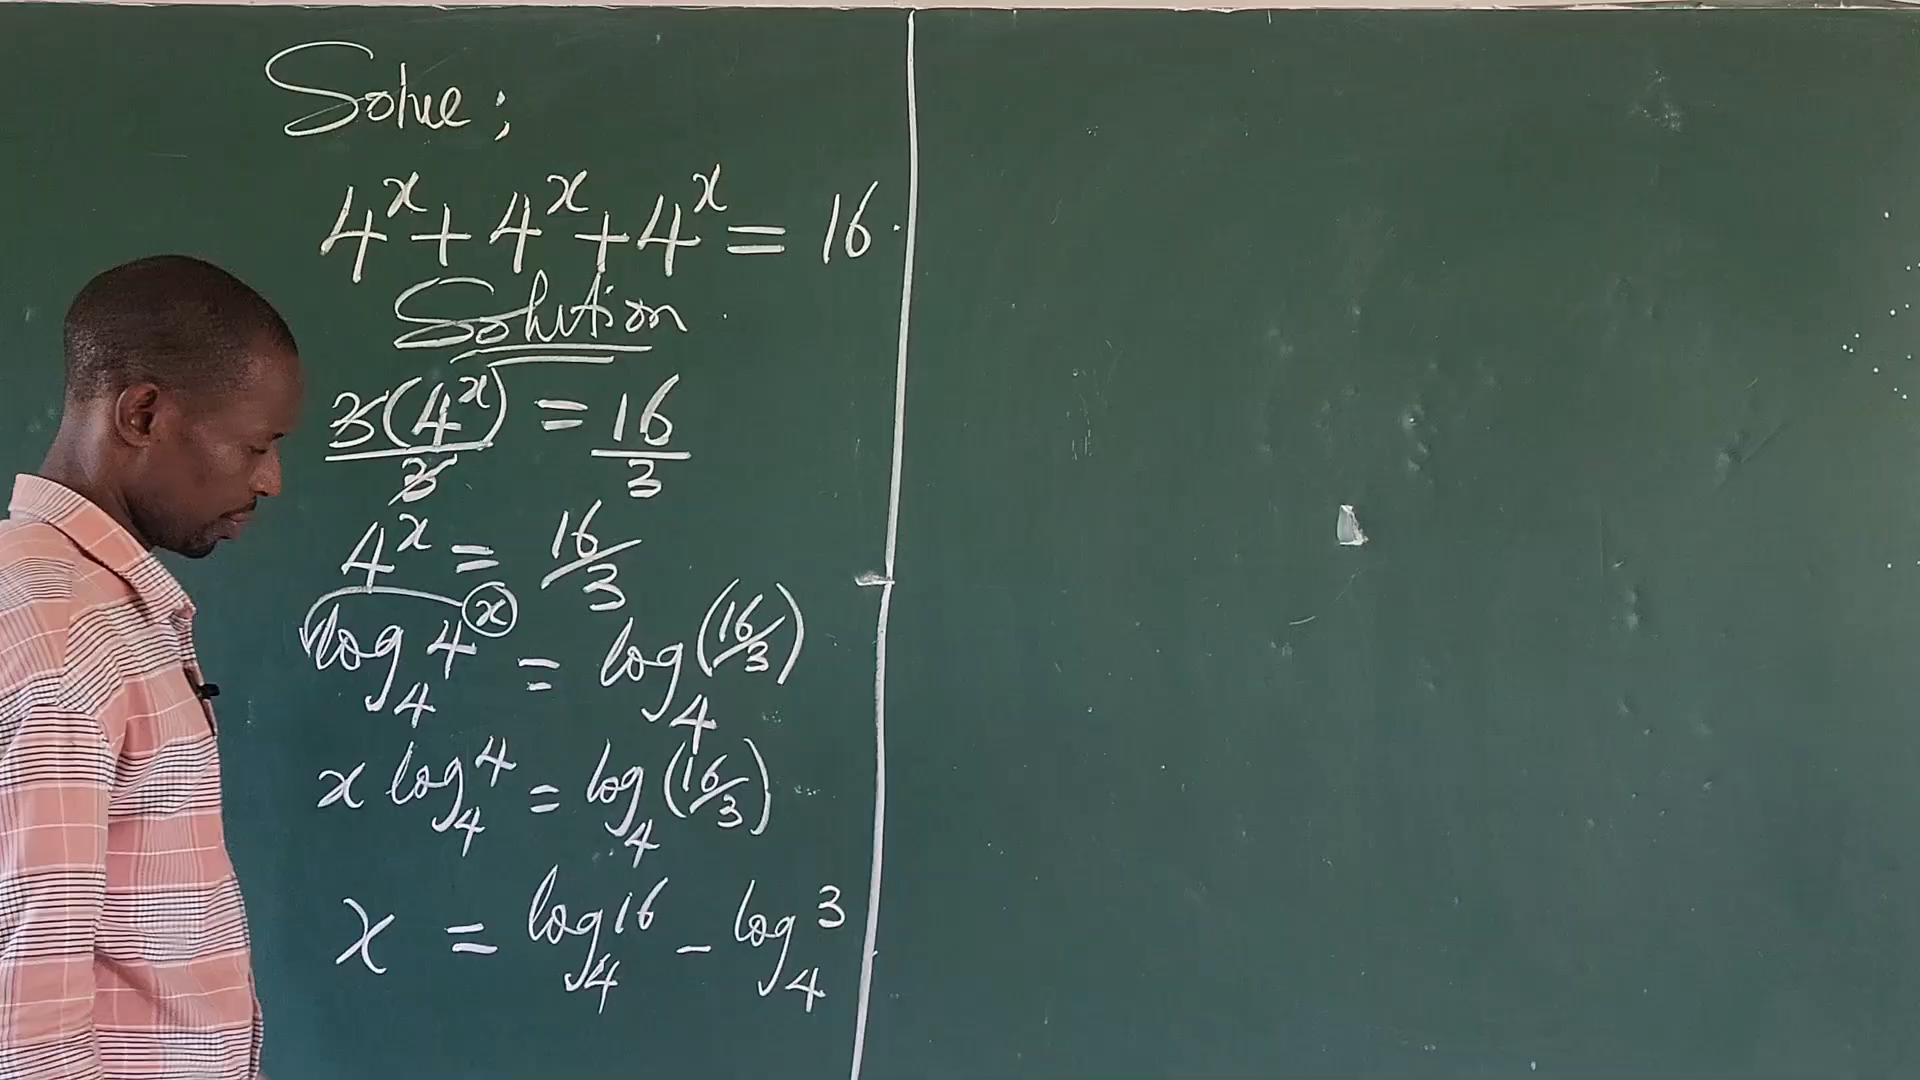 Solve;
4^x + 4^x + 4^x = 16.
Solution
3(4^x)/3 = 16/3
4^x = 16/3
log_4 4^x = log_4 (16/3)
x log_4 4 = log_4 (16/3)
x = log_4 16 - log_4 3